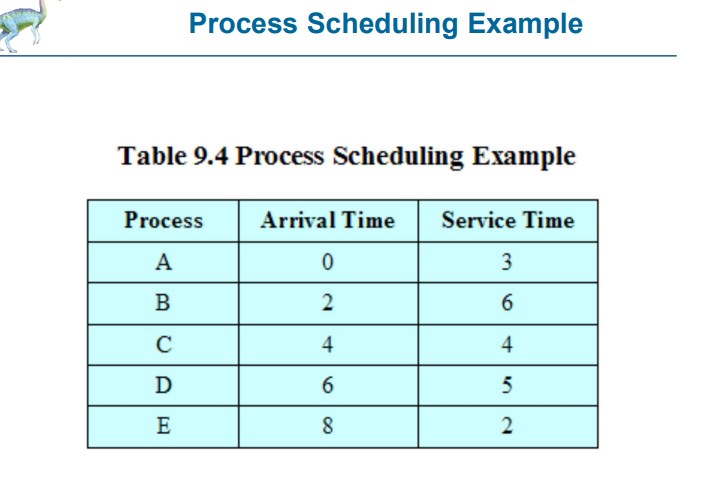 Process Scheduling Example
Table 9.4 Process Scheduling Example
Process Arrival Time Service Time
A 0 3
B 2 6
C 4 4
D 6 5
E 8 2